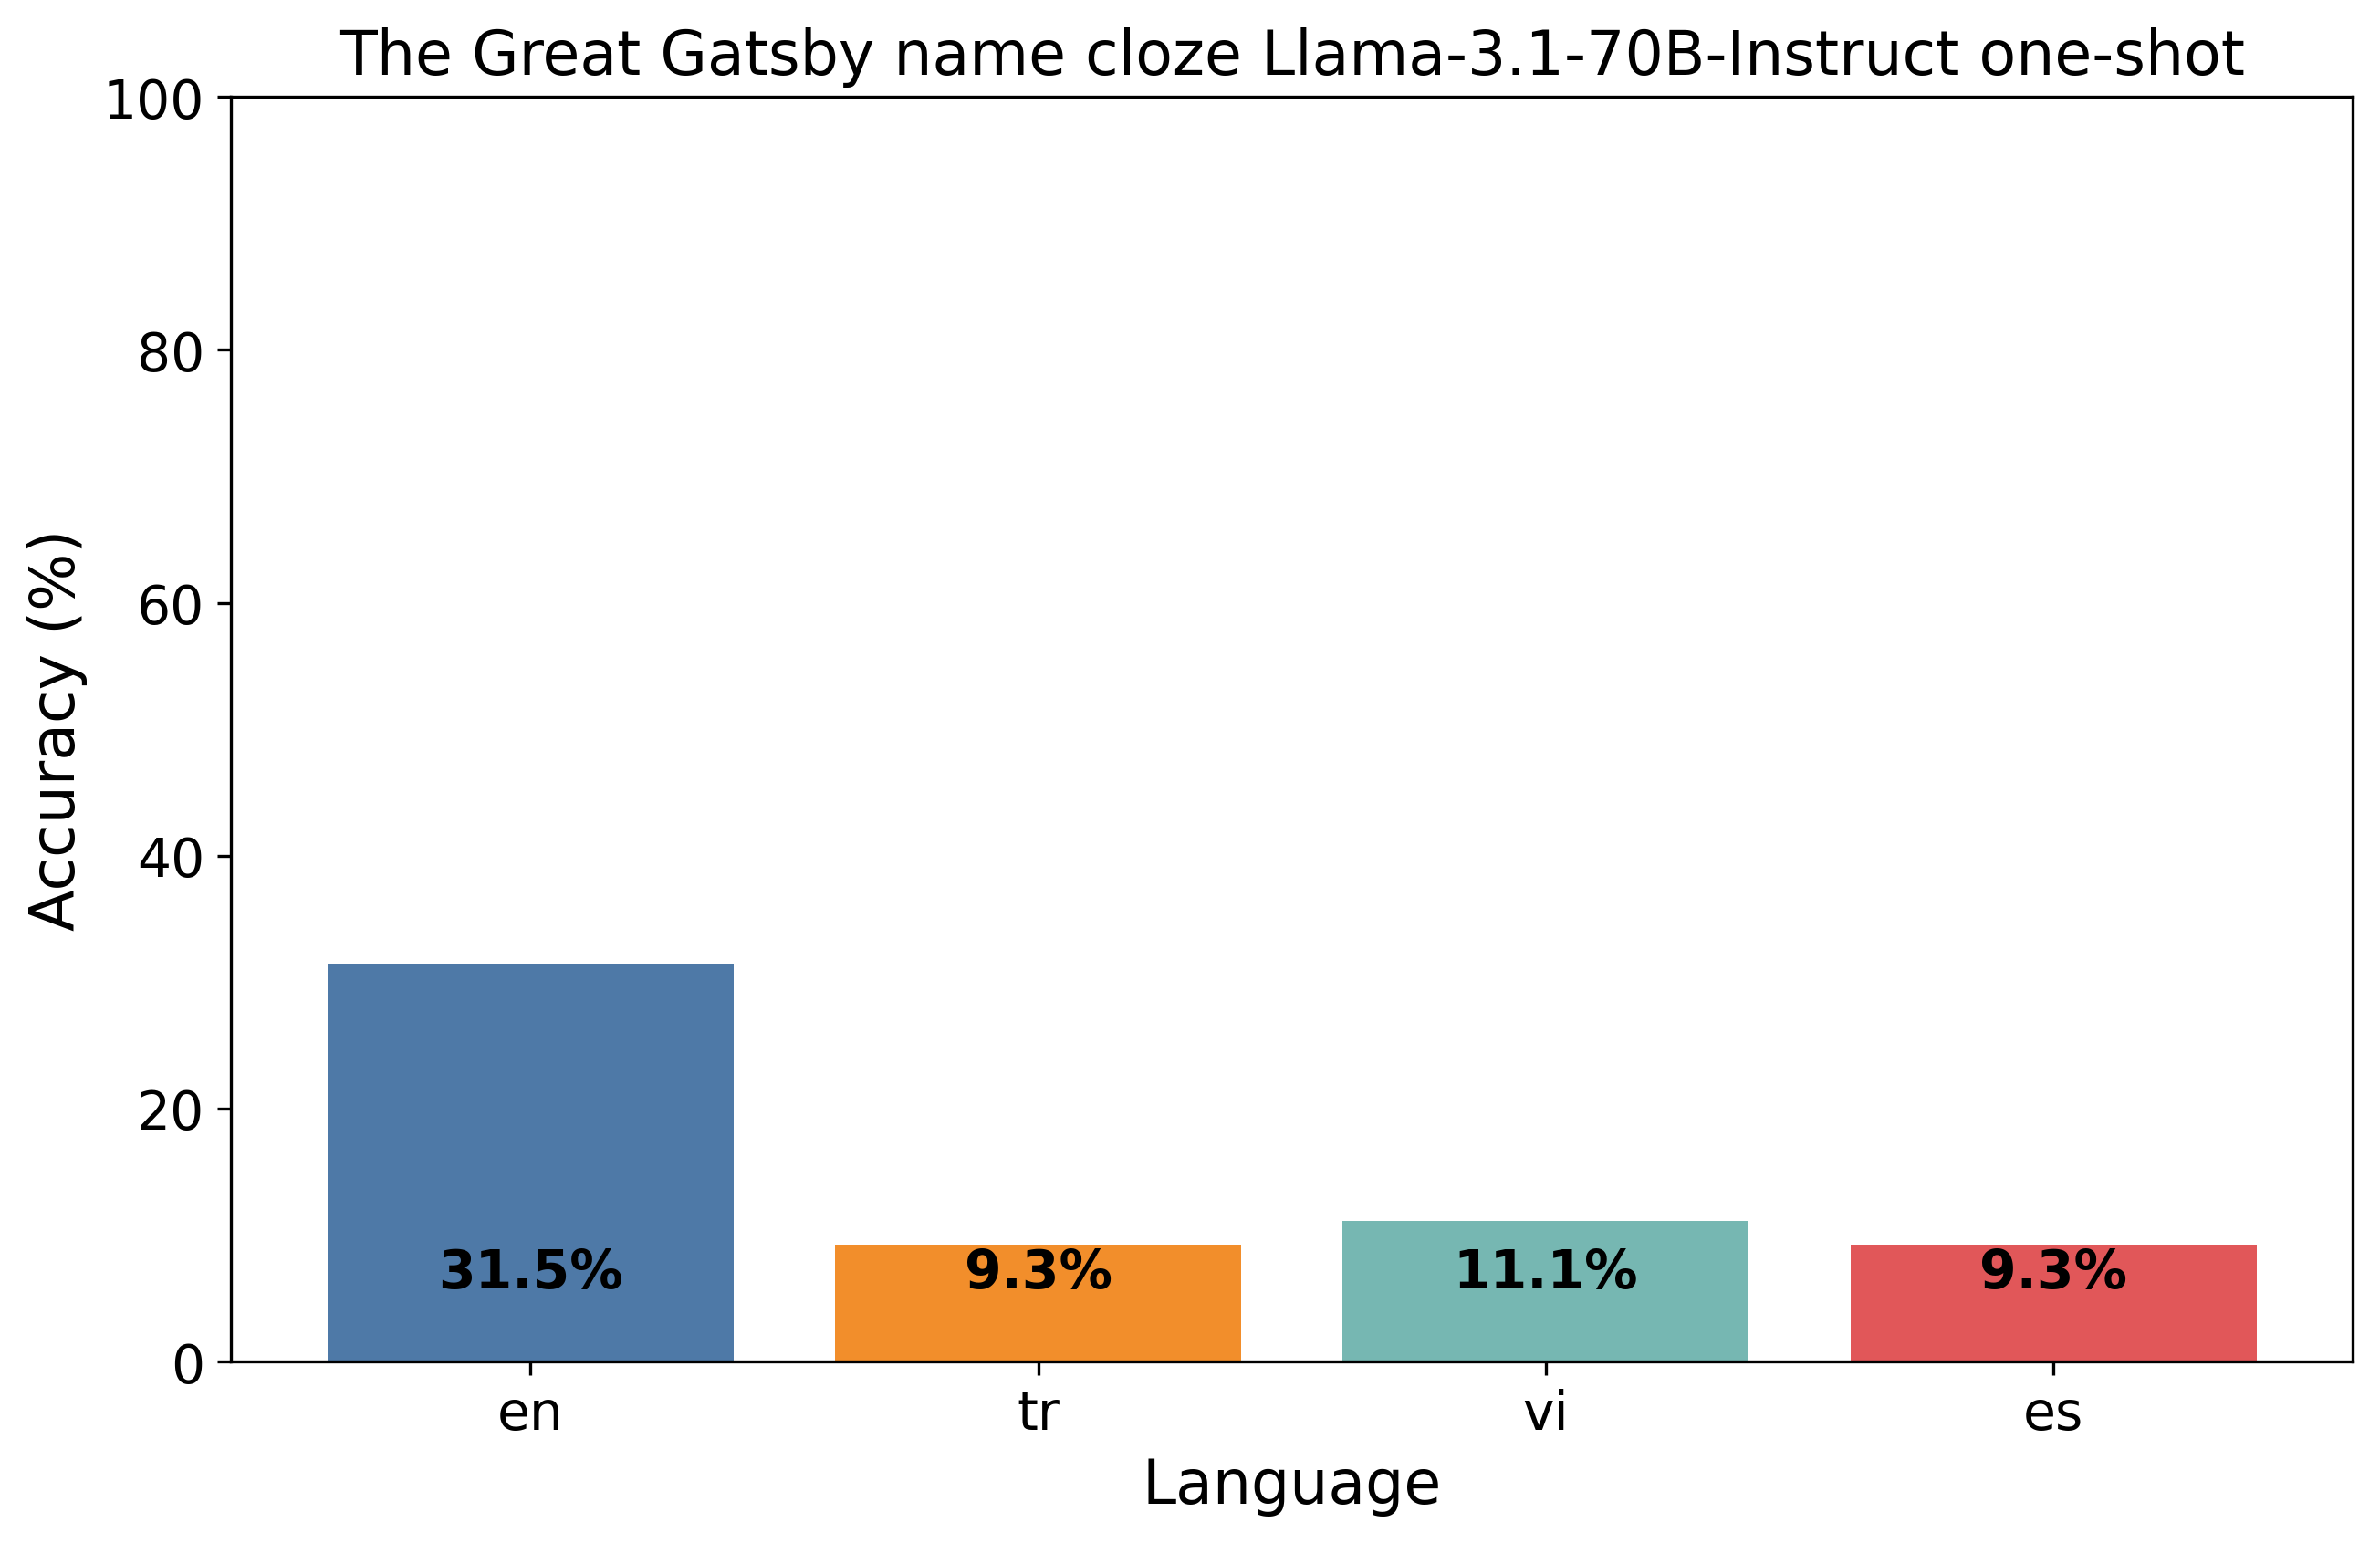 The Great Gatsby name cloze Llama-3.1-70B-Instruct one-shot
100
80
60
40
20
0
Accuracy (%)
31.5%
9.3%
11.1%
9.3%
en
tr
vi
es
Language